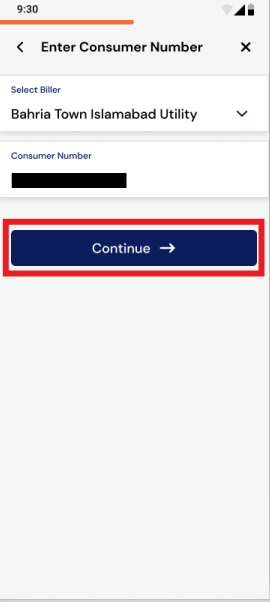 9:30
Enter Consumer Number
Select Biller
Bahria Town Islamabad Utility
Consumer Number
Continue